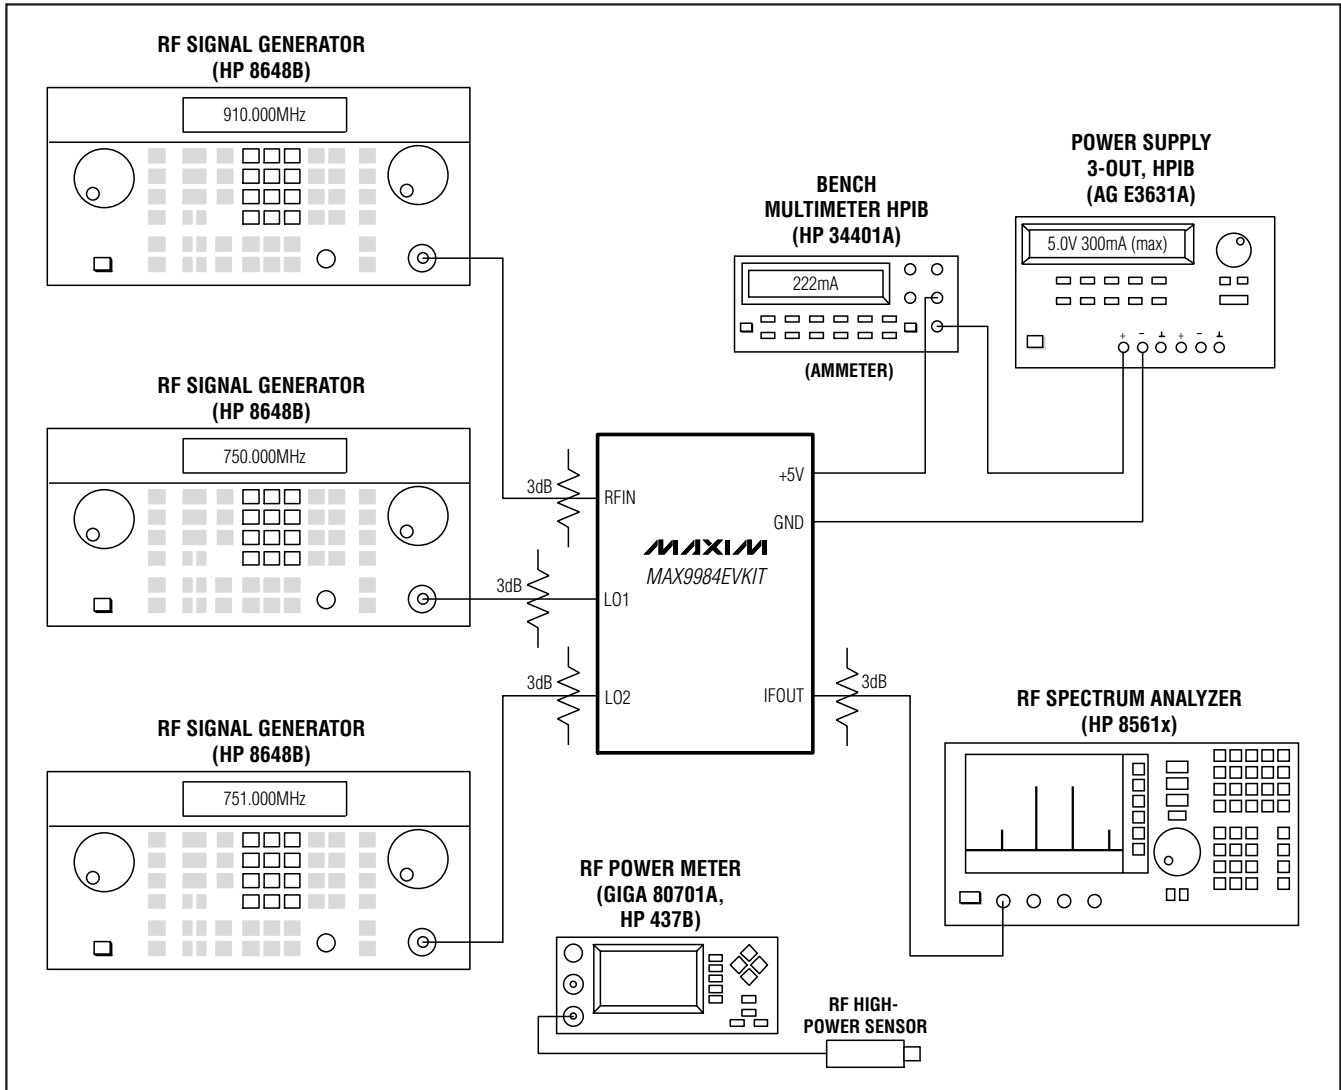 RF SIGNAL GENERATOR
(HP 8648B)
910.000MHz
POWER SUPPLY
3-OUT, HPIB
(AG E3631A)
5.0V 300mA (max)
+ - ⊥ + - ⊥
BENCH
MULTIMETER HPIB
(HP 34401A)
222mA
(AMMETER)
RF SIGNAL GENERATOR
(HP 8648B)
750.000MHz
3dB
RFIN
+5V
GND
MAXIM
MAX9984EVKIT
3dB
LO1
3dB
LO2
IFOUT
3dB
RF SIGNAL GENERATOR
(HP 8648B)
751.000MHz
RF SPECTRUM ANALYZER
(HP 8561x)
RF POWER METER
(GIGA 80701A,
HP 437B)
RF HIGH-
POWER SENSOR